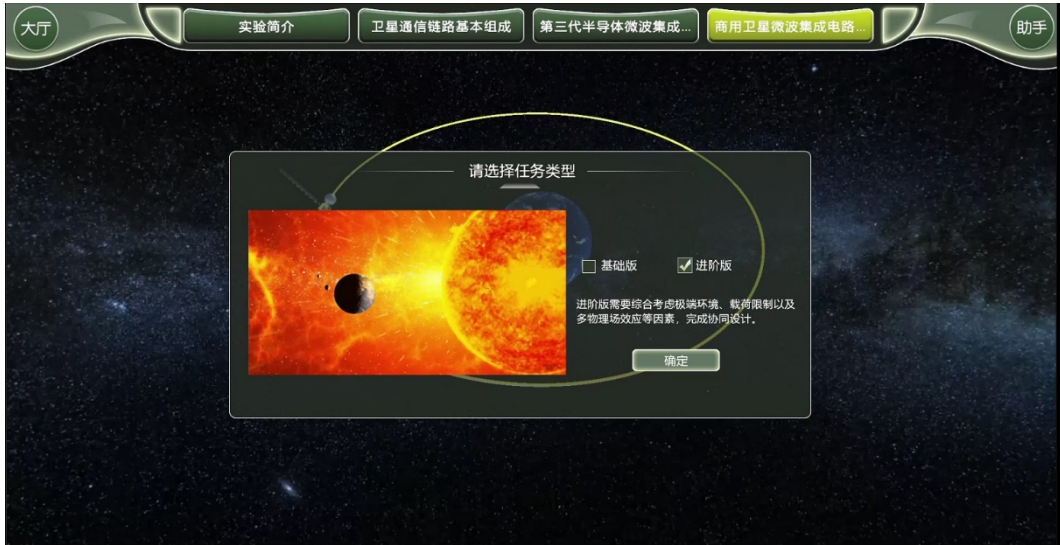 大厅
实验简介
卫星通信链路基本组成
第三代半导体微波集成...
商用卫星微波集成电路...
助手
请选择任务类型
基础版
进阶版
进阶版需要综合考虑极端环境、载荷限制以及
多物理场效应等因素，完成协同设计。
确定